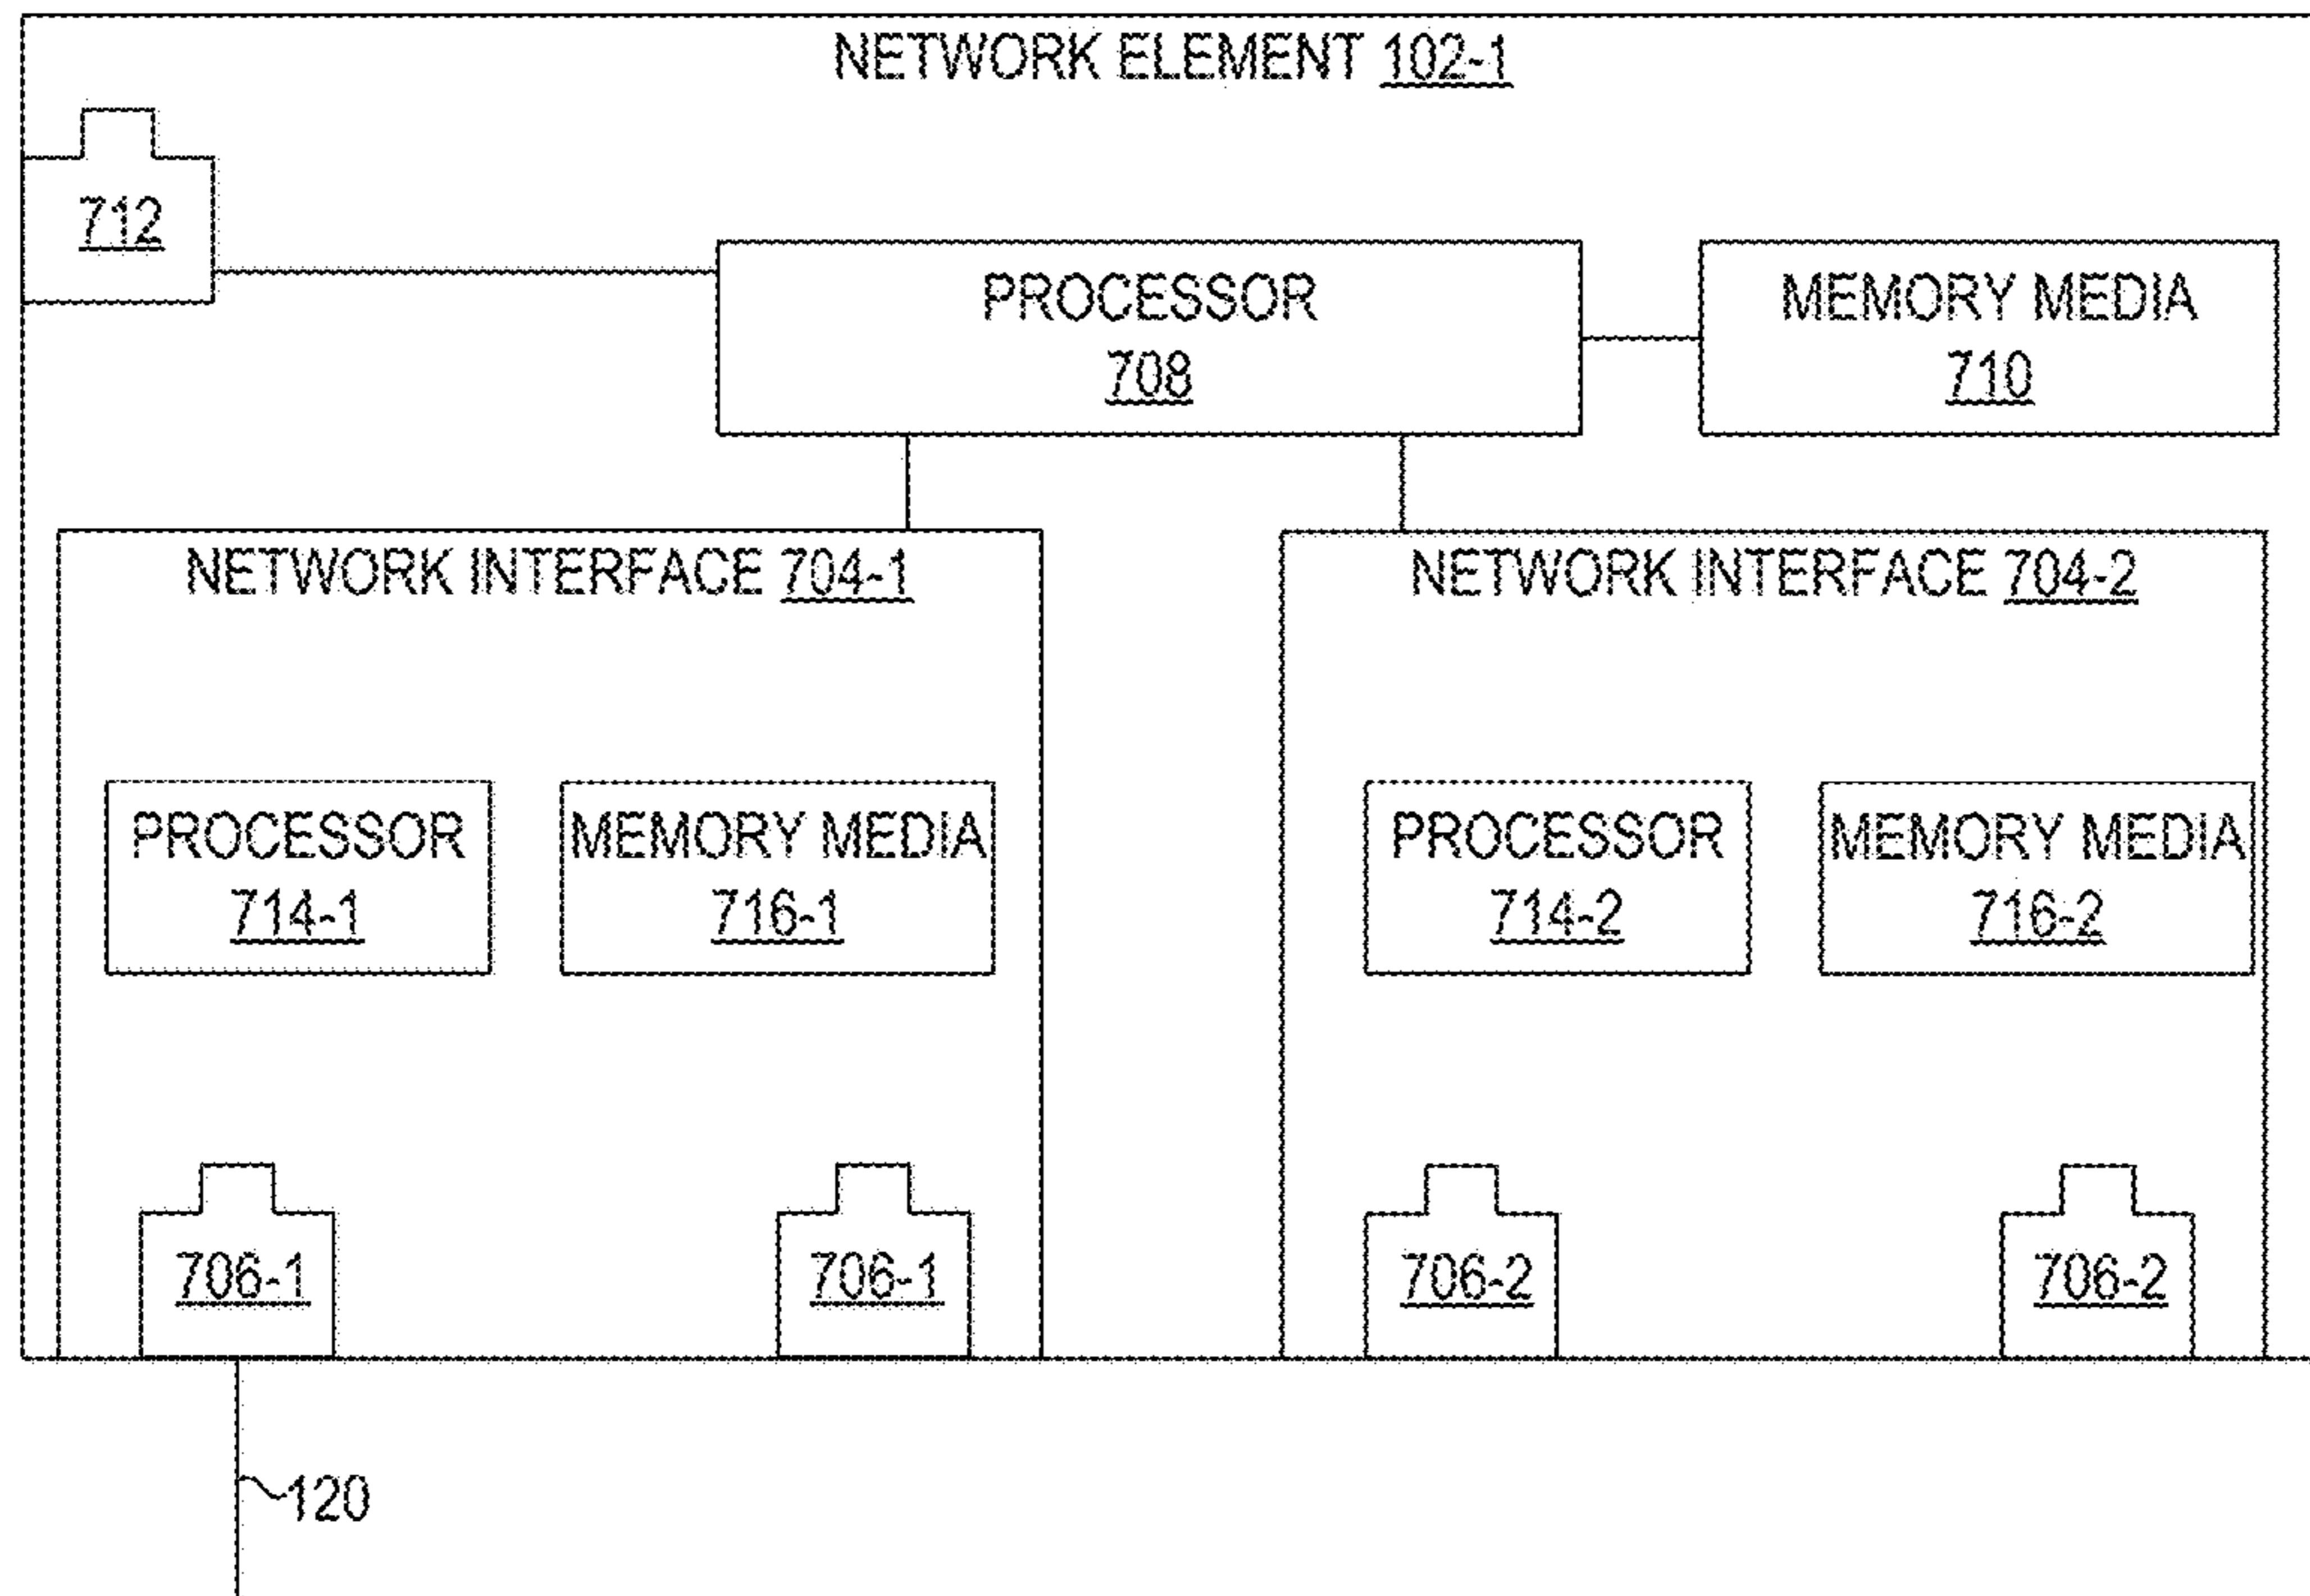 NETWORK ELEMENT 102-1
712
PROCESSOR
708
MEMORY MEDIA
710
NETWORK INTERFACE 704-1
PROCESSOR
714-1
MEMORY MEDIA
716-1
706-1
706-1
NETWORK INTERFACE 704-2
PROCESSOR
714-2
MEMORY MEDIA
716-2
706-2
706-2
120